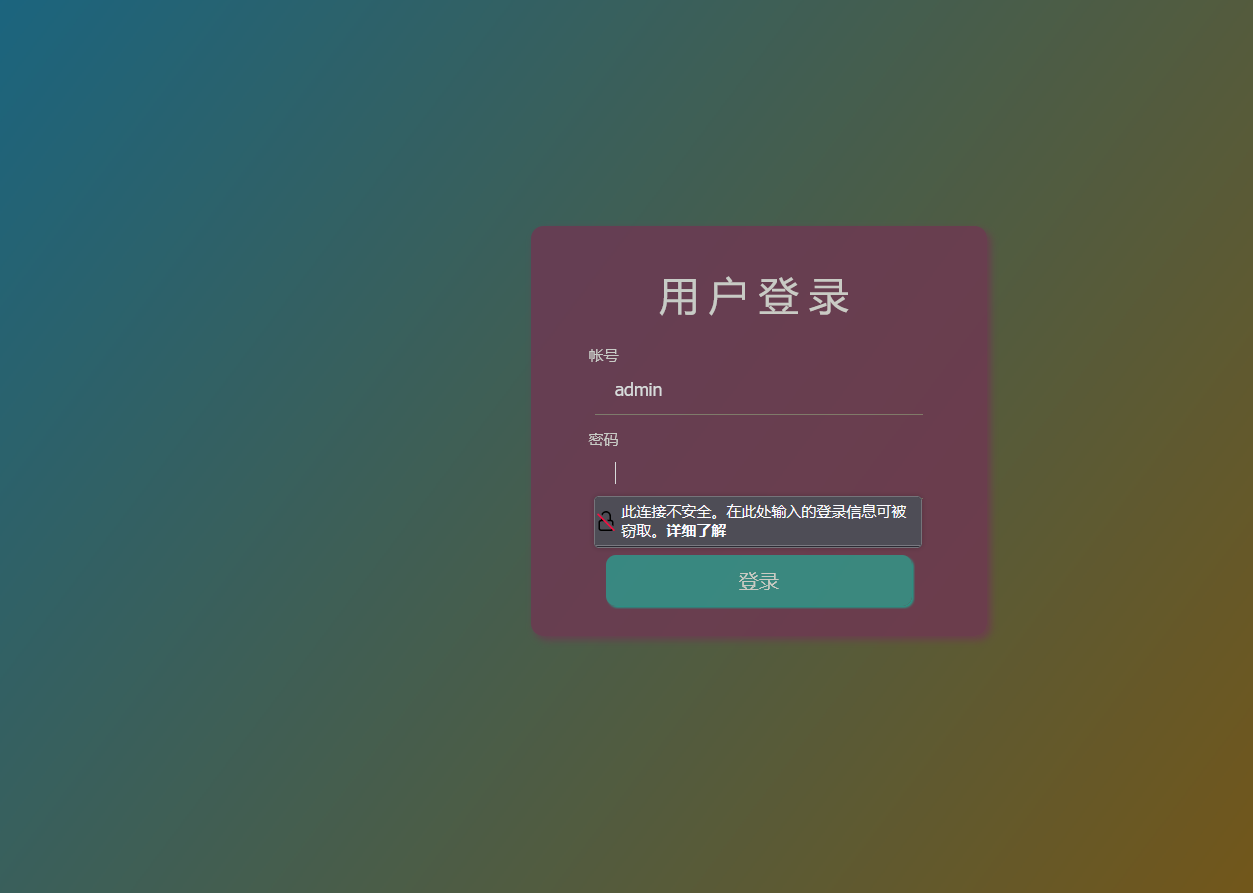 用户登录
帐号
admin
密码
此连接不安全。在此处输入的登录信息可被
窃取。详细了解
登录